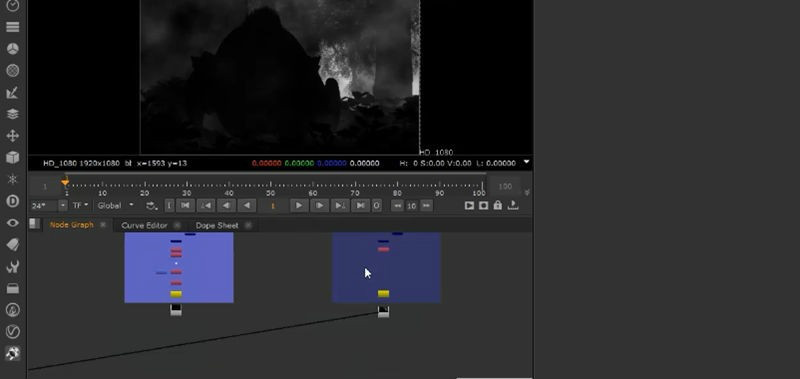 HD_1080
HD_1080 1920x1080 bl x=1593 y=13 0.00000 0.00000 0.00000 0.00000 H: 0 S:0.00 V:0.00 L: 0.00000
1 1 10 20 30 40 50 60 70 80 90 100 100
24* TF Global I 1 O 10
Node Graph Curve Editor Dope Sheet